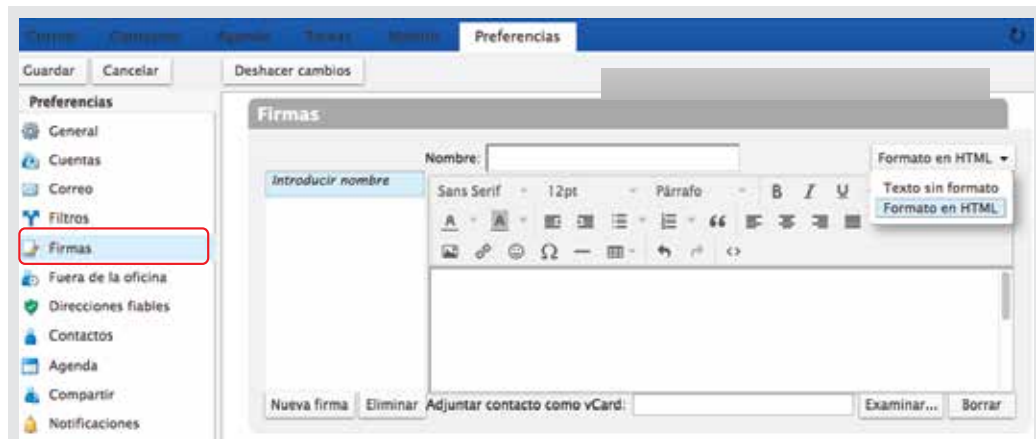 Preferencias
Guardar Cancelar Deshacer cambios
Preferencias
General
Cuentas
Correo
Filtros
Firmas
Fuera de la oficina
Direcciones fiables
Contactos
Agenda
Compartir
Notificaciones
Firmas
Nombre: Formato en HTML
Introducir nombre
Sans Serif 12pt Párrafo B I U
Texto sin formato
Formato en HTML
A A
Ω
Nueva firma Eliminar Adjuntar contacto como vCard: Examinar... Borrar